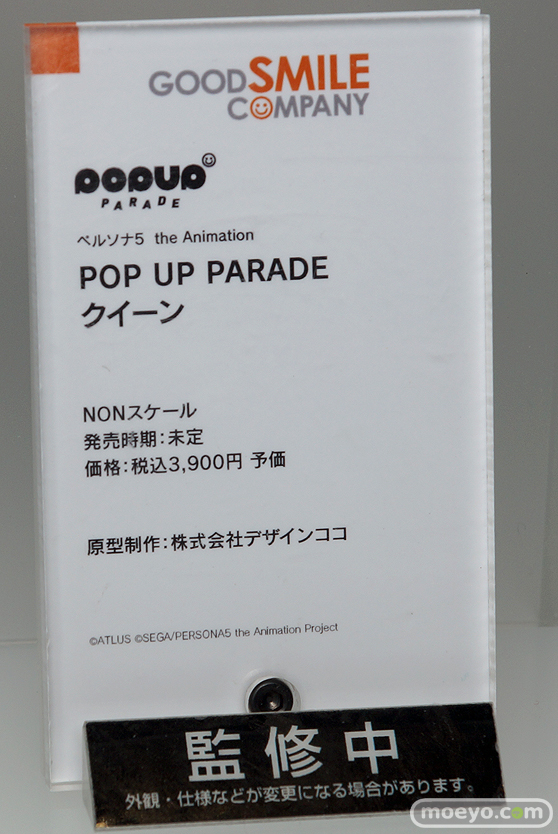 GOOD SMILE
COMPANY
POPUP
PARADE
ペルソナ5 the Animation
POP UP PARADE
クイーン
NONスケール
発売時期:未定
価格:税込3,900円 予価
原型制作:株式会社デザインココ
©ATLUS ©SEGA/PERSONA5 the Animation Project
監修中
外観・仕様などが変更になる場合があります。
moeyo.com